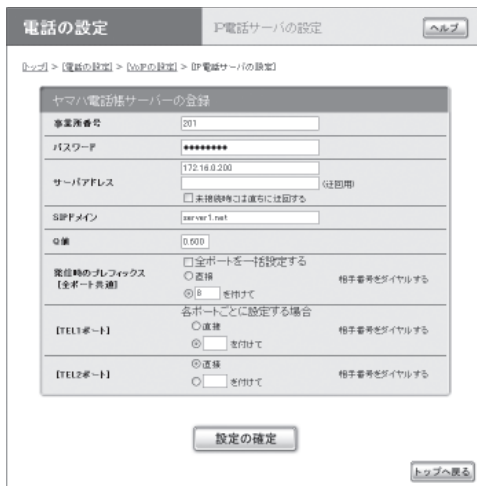 電話の設定 IP電話サーバの設定 ヘルプ
[トップ] > [電話の設定] > [VoIPの設定] > [IP電話サーバの設定]
ヤマハ電話帳サーバーの登録
事業所番号 201
パスワード ●●●●●●●●
サーバアドレス 172.16.0.200
(迂回用)
未接続時には直ちに迂回する
SIPドメイン server1.net
Q値 0.600
発信時のプレフィックス
[全ポート共通]
全ポートを一括設定する
直接
8 を付けて
相手番号をダイヤルする
各ポートごとに設定する場合
[TEL1ポート]
直接
を付けて
相手番号をダイヤルする
[TEL2ポート]
直接
を付けて
相手番号をダイヤルする
設定の確定
トップへ戻る